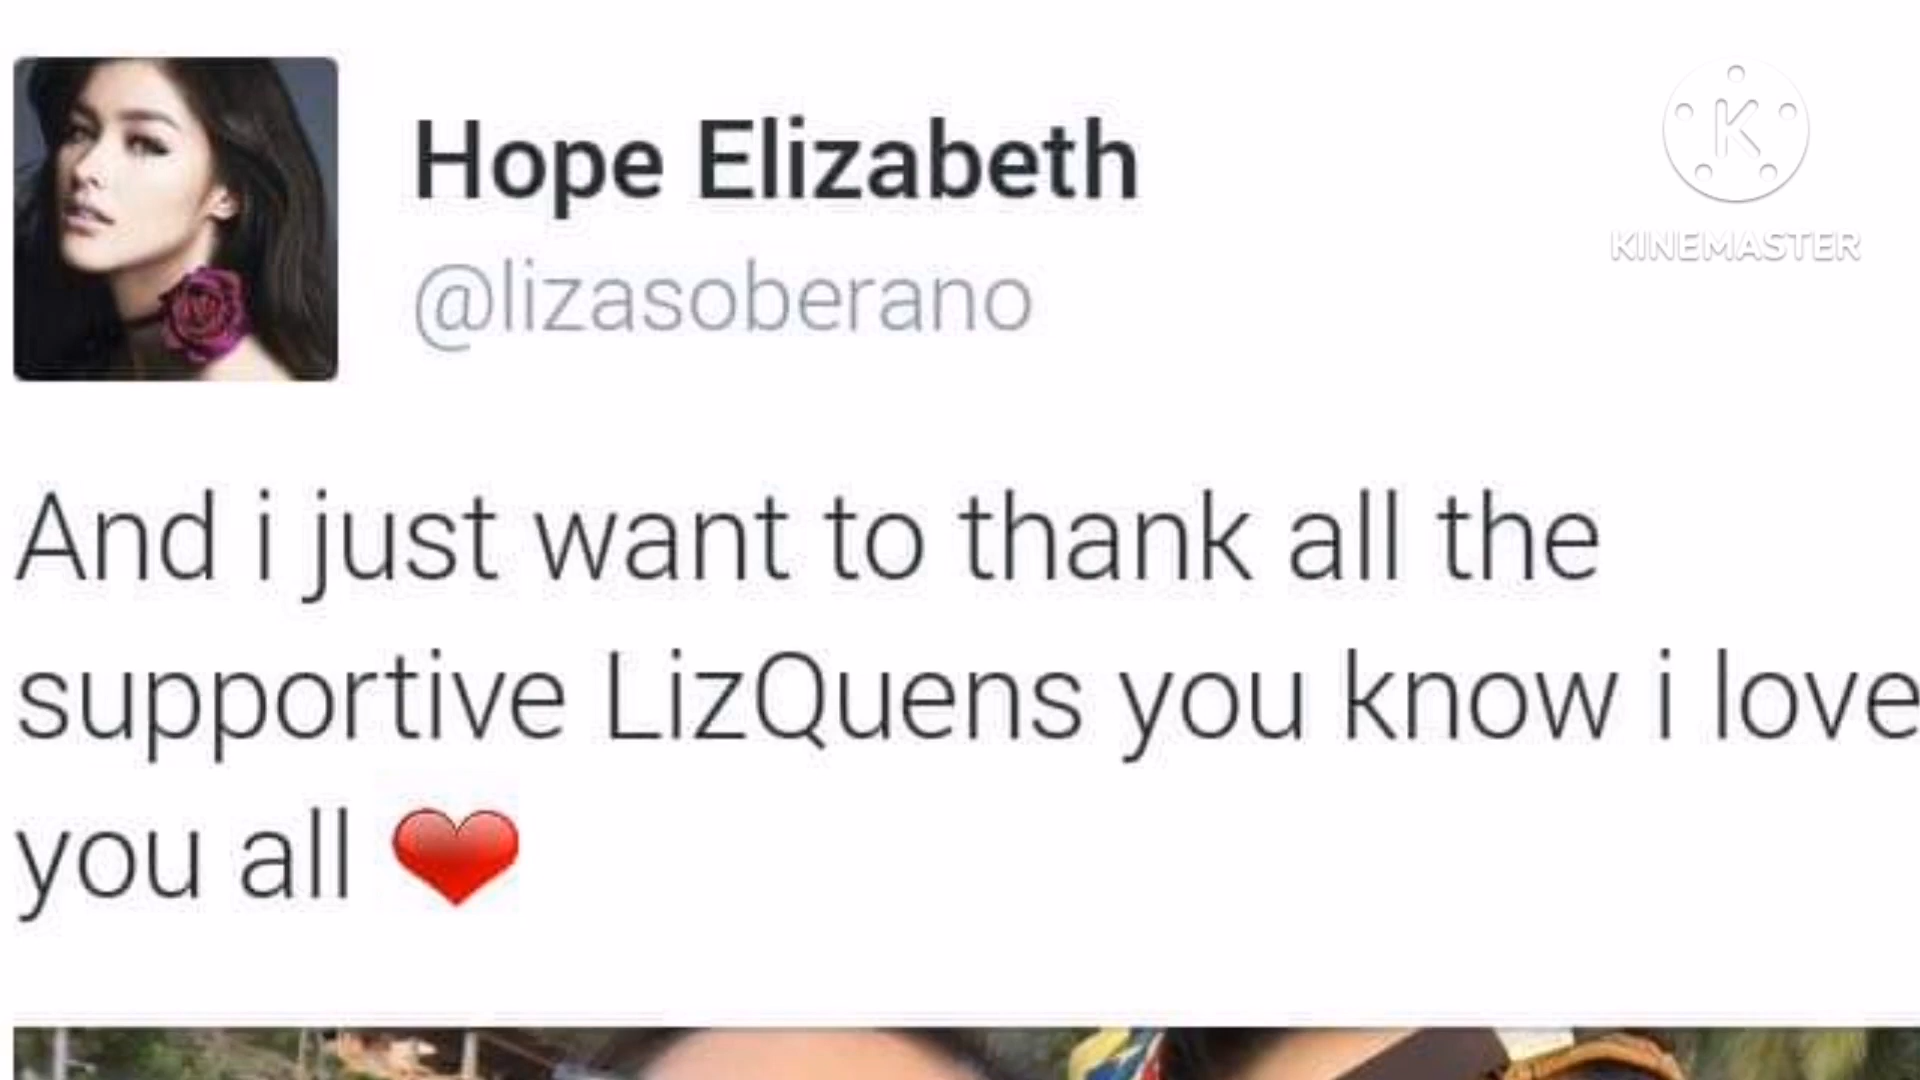 Hope Elizabeth
@lizasoberano
K
KINEMASTER
And i just want to thank all the
supportive LizQuens you know i love
you all ❤